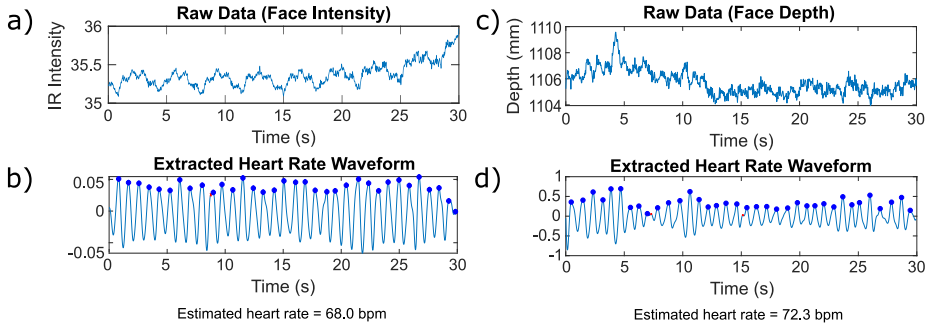 a)
Raw Data (Face Intensity)
36
35.5
35
IR Intensity
0 5 10 15 20 25 30
Time (s)
b)
Extracted Heart Rate Waveform
0.05
0
-0.05
0 5 10 15 20 25 30
Time (s)
Estimated heart rate = 68.0 bpm
c)
Raw Data (Face Depth)
1110
1106
1104
Depth (mm)
0 5 10 15 20 25 30
Time (s)
d)
Extracted Heart Rate Waveform
1
0.5
0
-0.5
-1
0 5 10 15 20 25 30
Time (s)
Estimated heart rate = 72.3 bpm